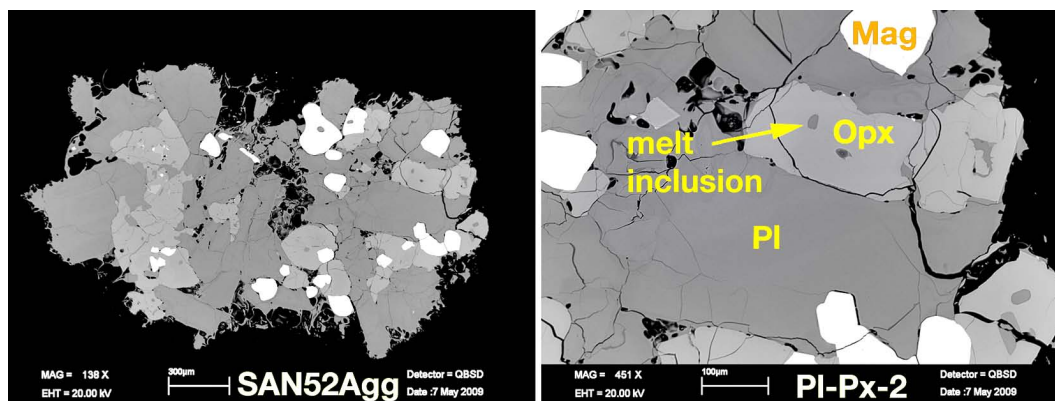 MAG = 138 X
EHT = 20.00 kV
300µm
SAN52Agg
Detector = QBSD
Date :7 May 2009
Mag
Opx
melt
inclusion
Pl
MAG = 451 X
EHT = 20.00 kV
100µm
Pl-Px-2
Detector = QBSD
Date :7 May 2009